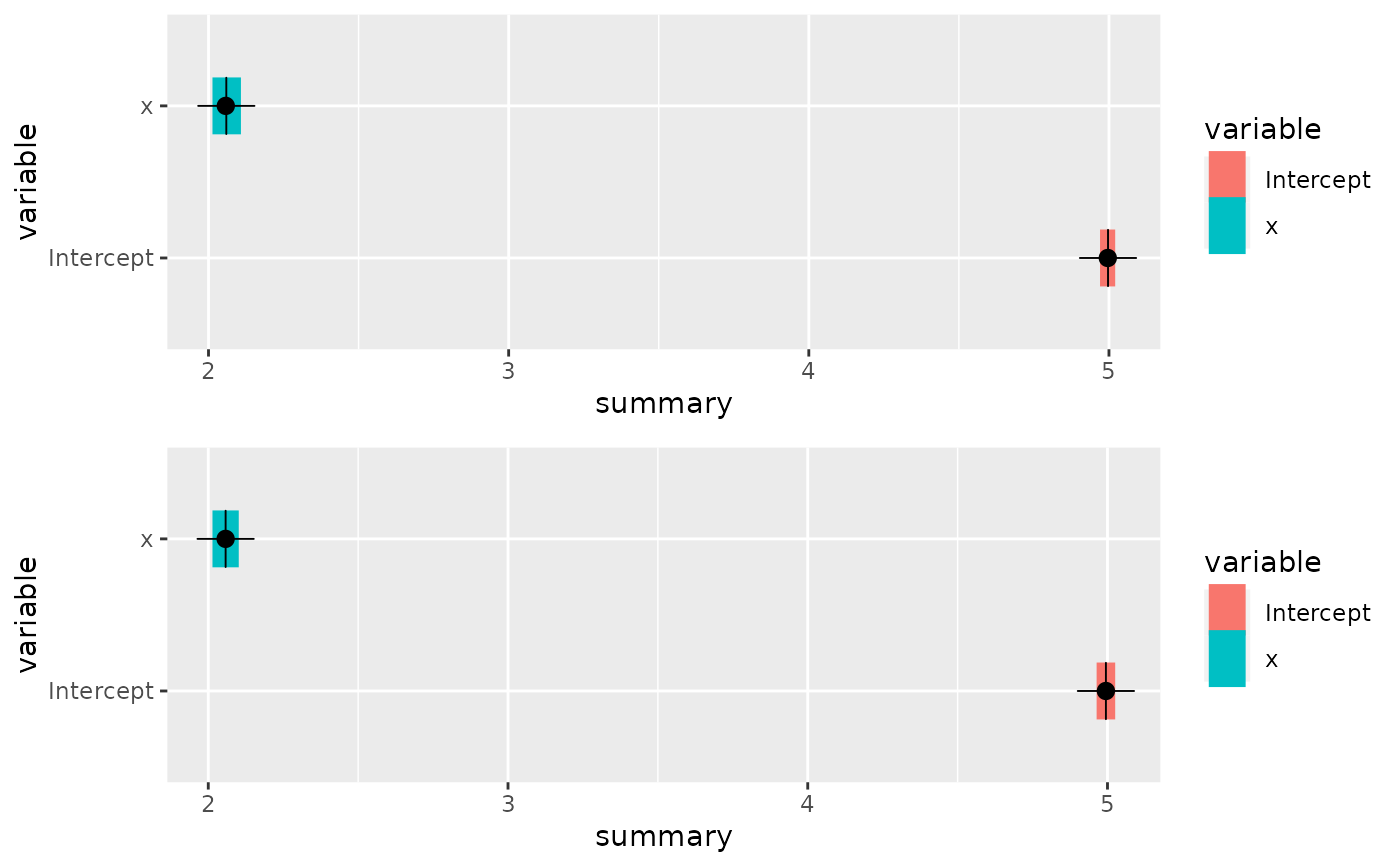 variable
x
Intercept
2 3 4 5
summary
variable
Intercept
x
variable
x
Intercept
2 3 4 5
summary
variable
Intercept
x